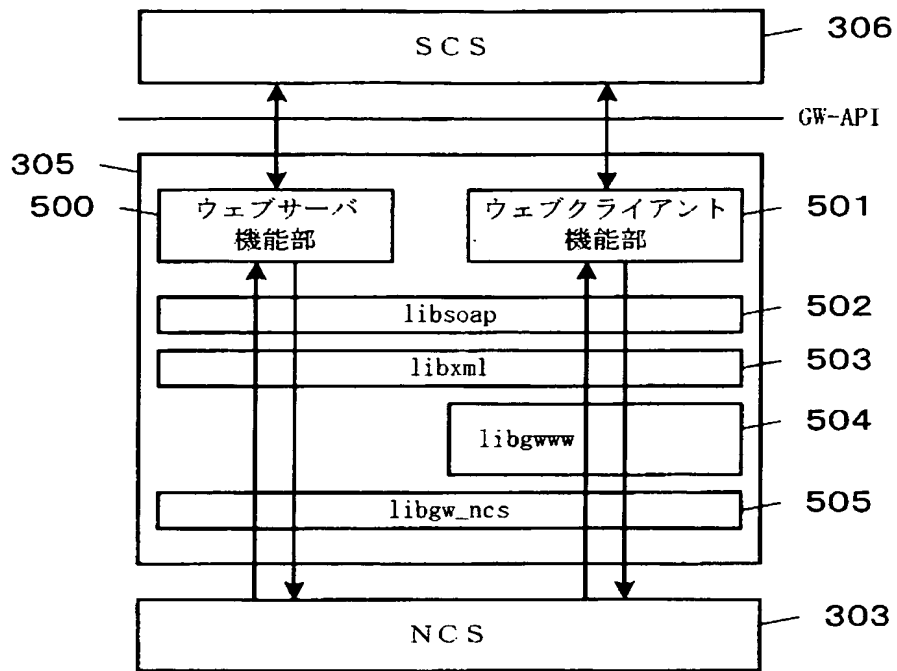 SCS
306
GW-API
305
500
ウェブサーバ
機能部
ウェブクライアント
機能部
501
libsoap
502
libxml
503
libgwww
504
libgw_ncs
505
NCS
303